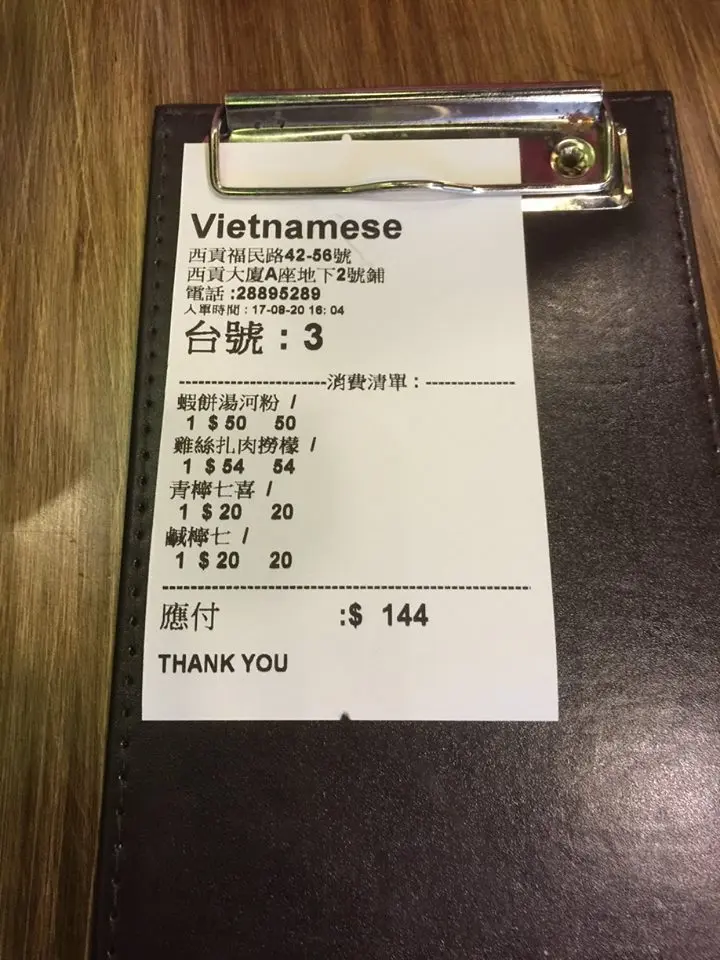 Vietnamese
西貢福民路42-56號
西貢大廈A座地下2號鋪
電話 :28895289
入單時間 : 17-08-20 16: 04
台號 : 3
-----------------------消費清單 : --------------
蝦餅湯河粉 /
1 $ 50 50
雞絲扎肉撈檬 /
1 $ 54 54
青檸七喜 /
1 $ 20 20
鹹檸七 /
1 $ 20 20
應付 :$ 144
THANK YOU